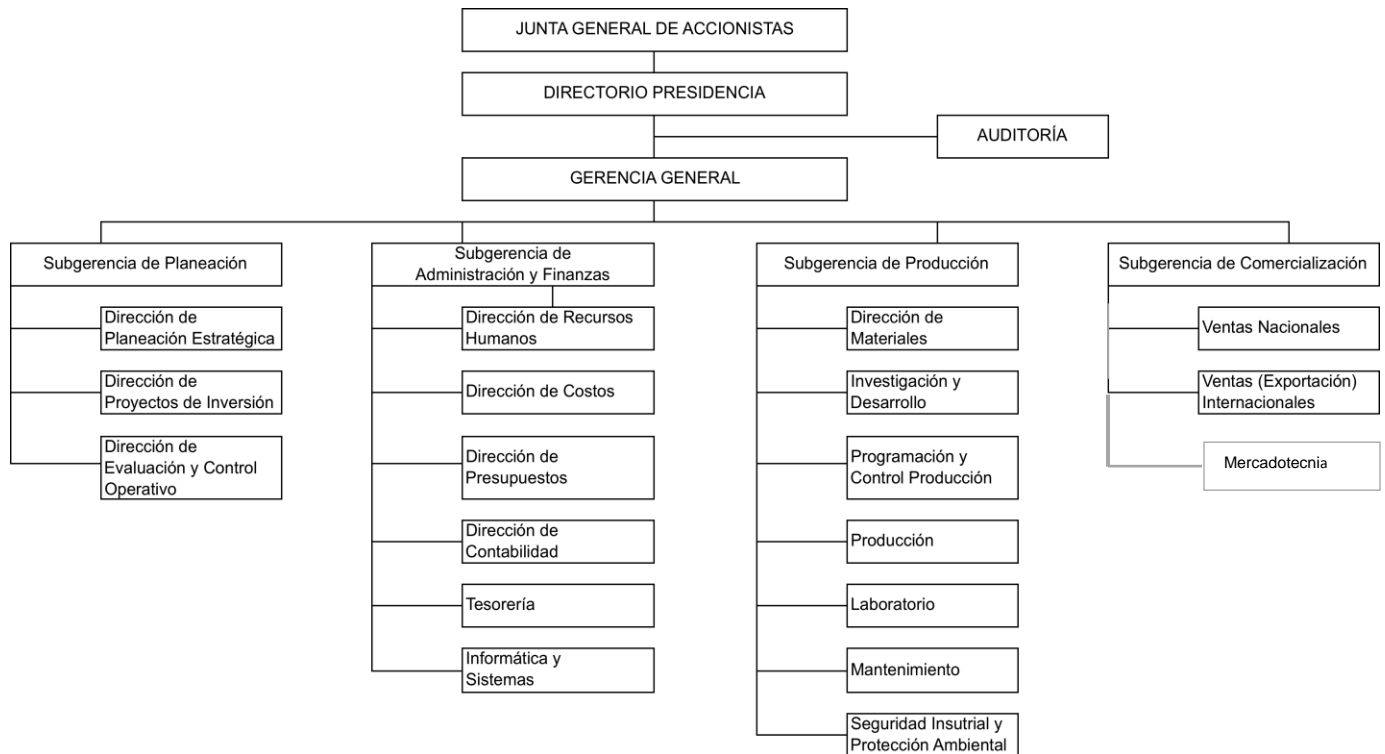 JUNTA GENERAL DE ACCIONISTAS
DIRECTORIO PRESIDENCIA
AUDITORÍA
GERENCIA GENERAL
Subgerencia de Planeación
Dirección de
Planeación Estratégica
Dirección de
Proyectos de Inversión
Dirección de
Evaluación y Control
Operativo
Subgerencia de
Administración y Finanzas
Dirección de Recursos
Humanos
Dirección de Costos
Dirección de
Presupuestos
Dirección de
Contabilidad
Tesorería
Informática y
Sistemas
Subgerencia de Producción
Dirección de
Materiales
Investigación y
Desarrollo
Programación y
Control Producción
Producción
Laboratorio
Mantenimiento
Seguridad Insutrial y
Protección Ambiental
Subgerencia de Comercialización
Ventas Nacionales
Ventas (Exportación)
Internacionales
Mercadotecnia